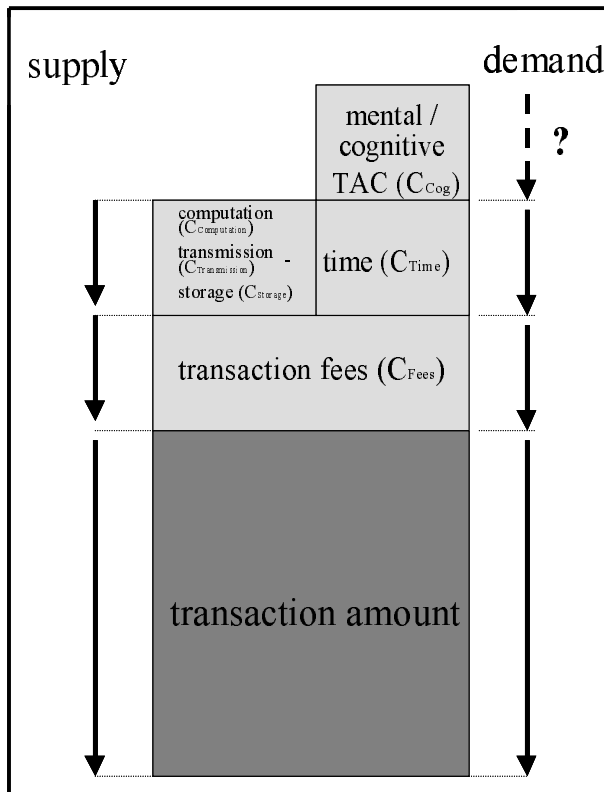 supply
demand
mental /
cognitive
TAC (CCog)
?
computation
(CComputation)
transmission
(CTransmission) -
storage (CStorage)
time (CTime)
transaction fees (CFees)
transaction amount